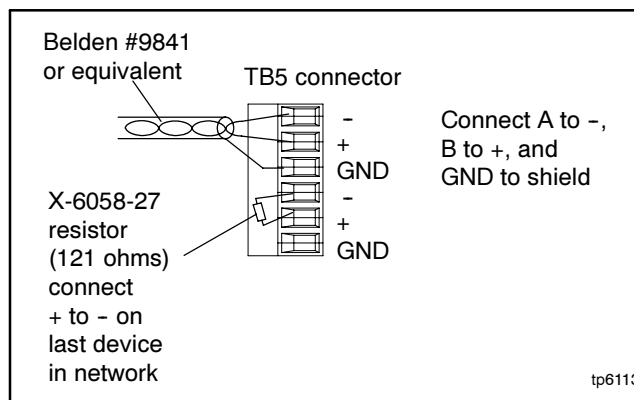 Belden #9841
or equivalent
TB5 connector
-
+
GND
-
+
GND
Connect A to -,
B to +, and
GND to shield
X-6058-27
resistor
(121 ohms)
connect
+ to - on
last device
in network
tp6113